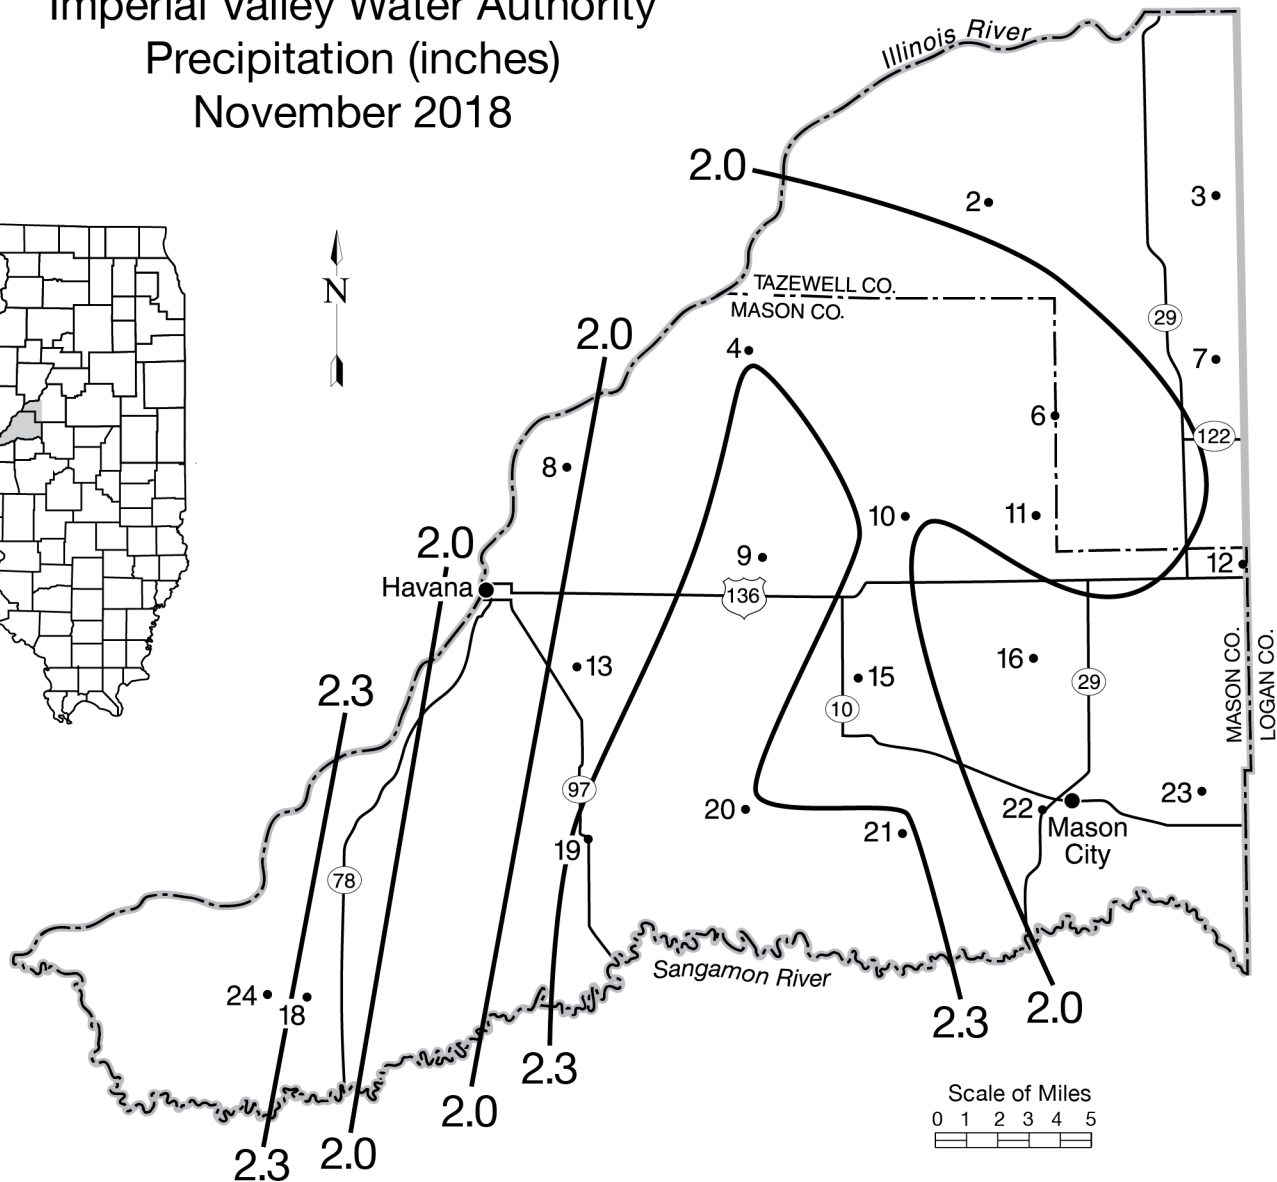 Imperial Valley Water Authority
Precipitation (inches)
November 2018
Illinois River
2.0
2
3
N
TAZEWELL CO.
MASON CO.
29
2.0
4
7
6
122
8
10
11
2.0
9
12
Havana
136
13
16
15
29
MASON CO.
LOGAN CO.
2.3
10
97
20
22
23
21
Mason
City
19
78
Sangamon River
24
18
2.3
2.0
2.3
2.0
2.3
2.0
Scale of Miles
0 1 2 3 4 5